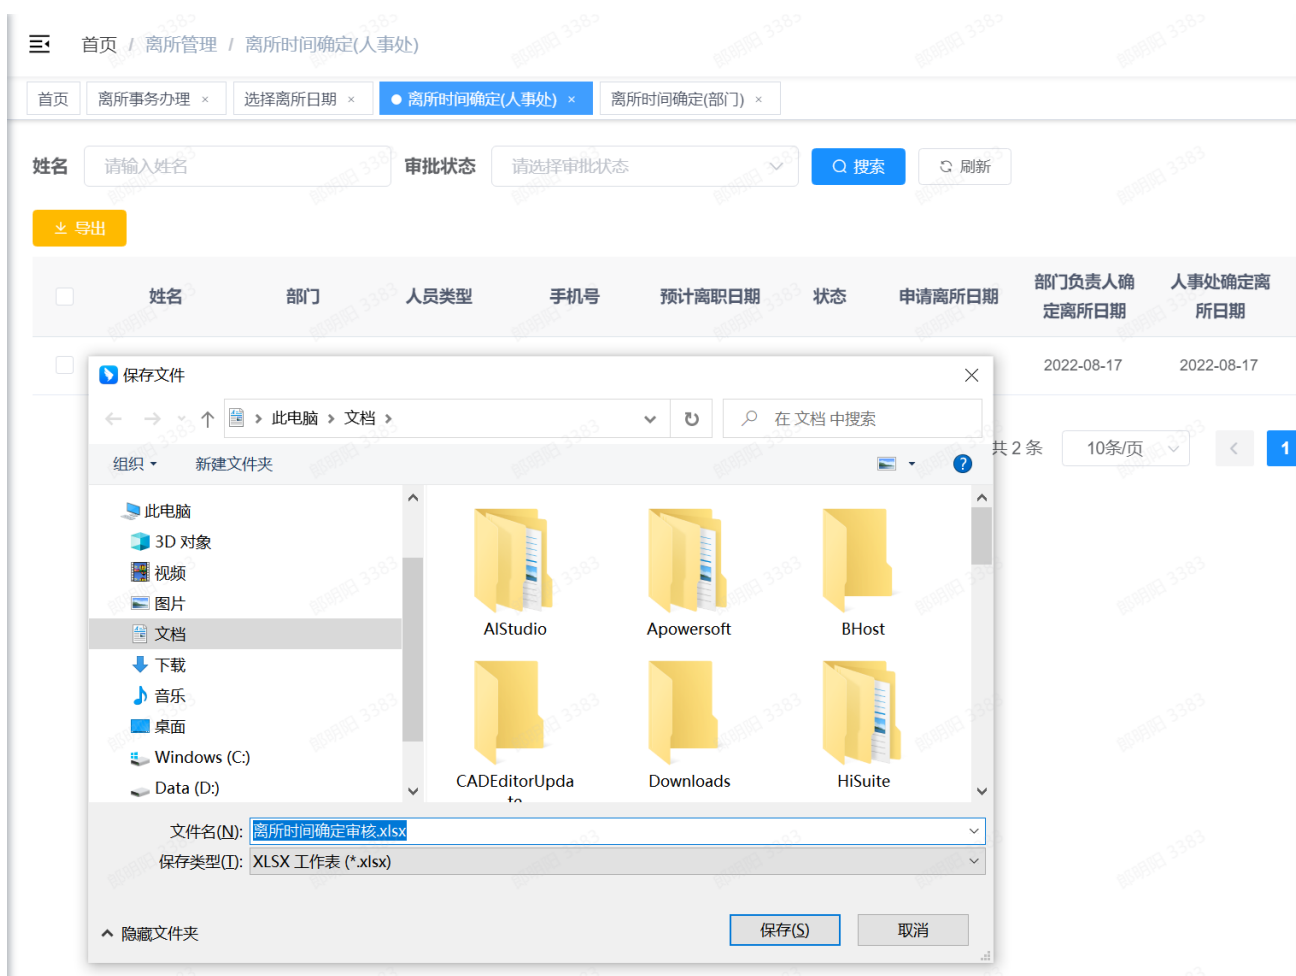 首页 / 离所管理 / 离所时间确定(人事处)
首页 离所事务办理 × 选择离所日期 × 离所时间确定(人事处) × 离所时间确定(部门) ×
姓名 请输入姓名 审批状态 请选择审批状态 搜索 刷新
导出
姓名 部门 人员类型 手机号 预计离职日期 状态 申请离所日期 部门负责人确定离所日期 人事处确定离所日期
2022-08-17 2022-08-17
保存文件
此电脑 > 文档 > 在 文档 中搜索
共 2 条 10条/页 < 1
组织 新建文件夹
此电脑
3D 对象
视频
图片
文档
下载
音乐
桌面
Windows (C:)
Data (D:)
AIStudio Apowersoft BHost
CADEditorUpda Downloads HiSuite
文件名(N): 离所时间确定审核.xlsx
保存类型(T): XLSX 工作表 (*.xlsx)
隐藏文件夹 保存(S) 取消